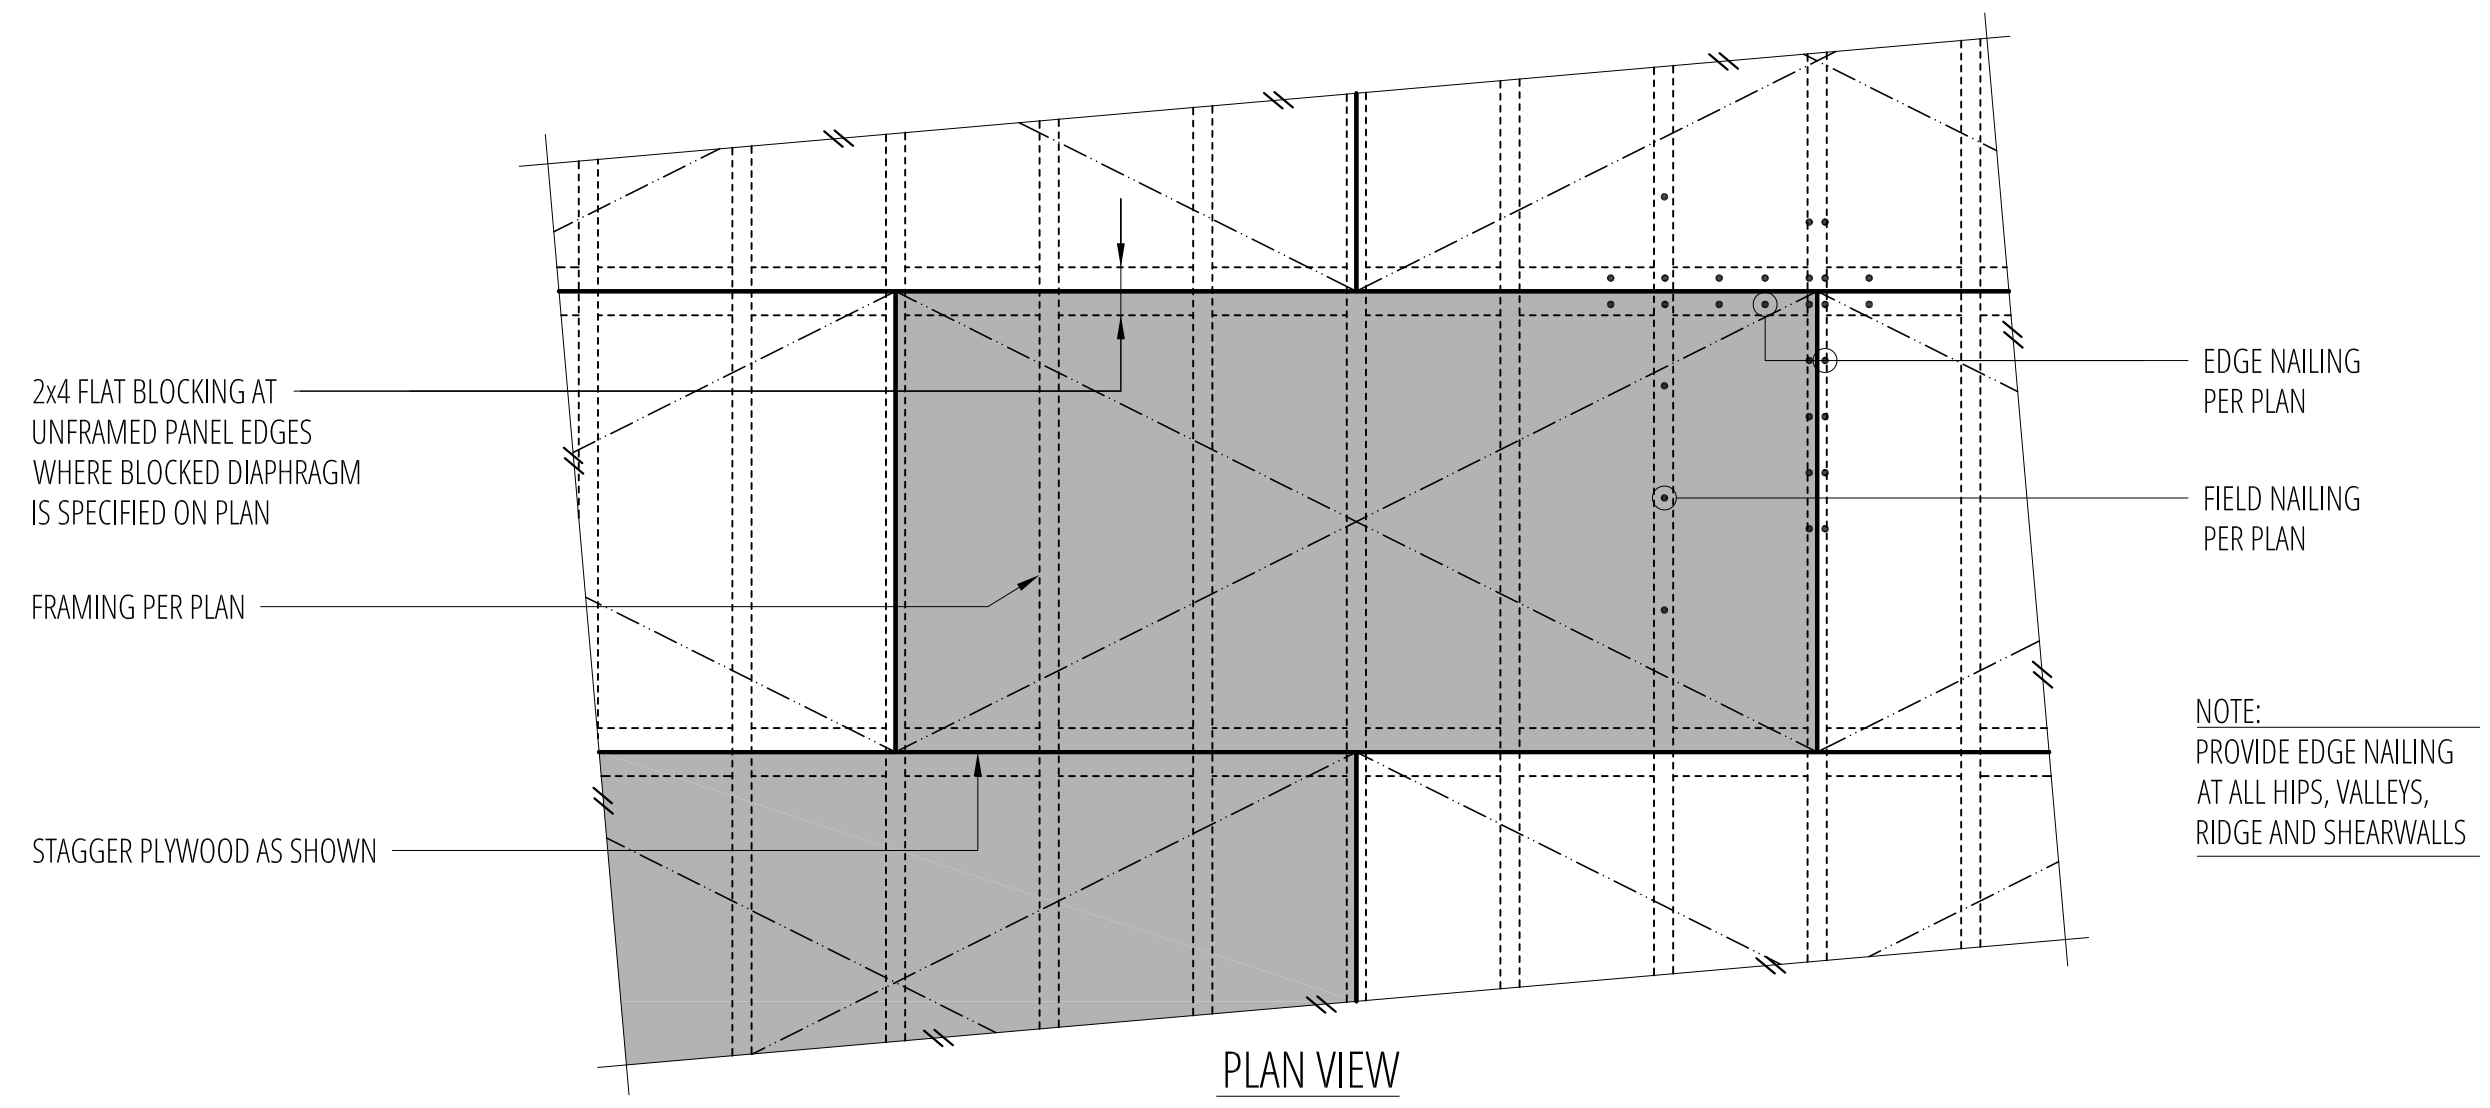 2x4 FLAT BLOCKING AT
UNFRAMED PANEL EDGES
WHERE BLOCKED DIAPHRAGM
IS SPECIFIED ON PLAN
FRAMING PER PLAN
STAGGER PLYWOOD AS SHOWN
EDGE NAILING
PER PLAN
FIELD NAILING
PER PLAN
NOTE:
PROVIDE EDGE NAILING
AT ALL HIPS, VALLEYS,
RIDGE AND SHEARWALLS
PLAN VIEW